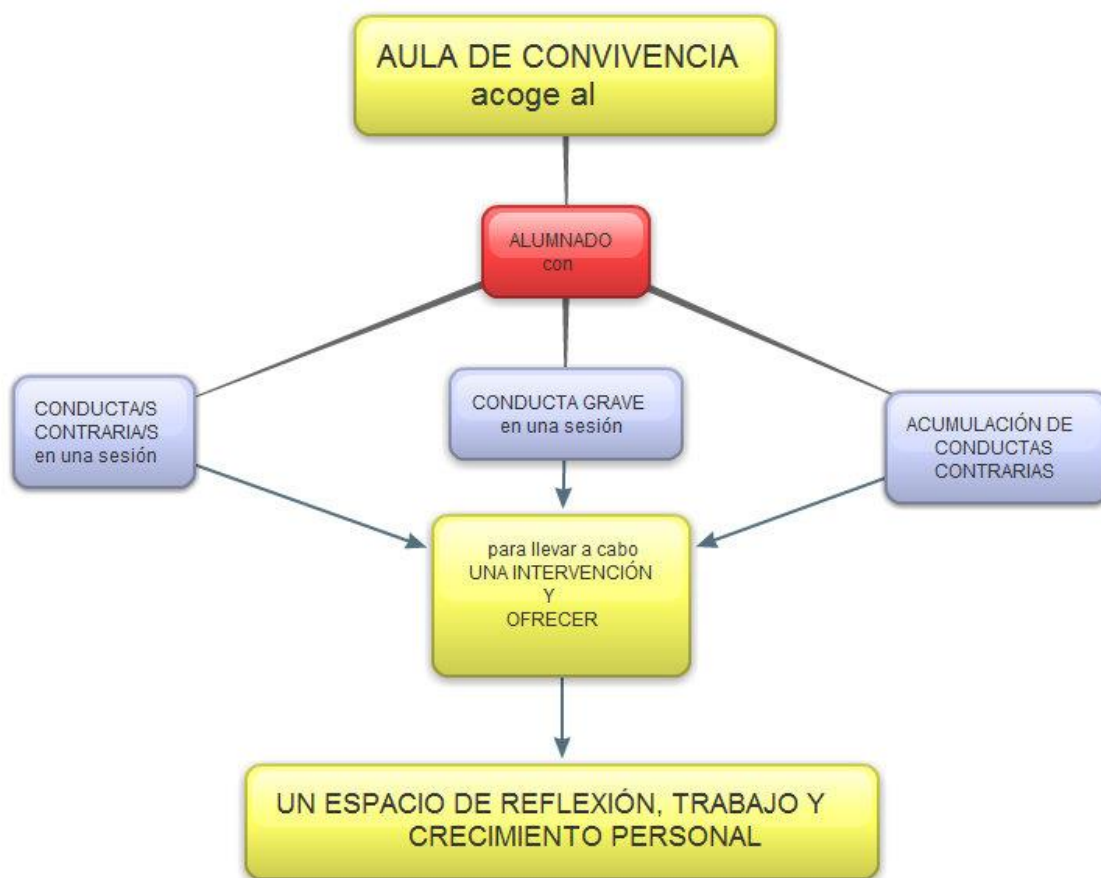 AULA DE CONVIVENCIA
acoge al
ALUMNADO
con
CONDUCTA/S
CONTRARIA/S
en una sesión
CONDUCTA GRAVE
en una sesión
ACUMULACIÓN DE
CONDUCTAS
CONTRARIAS
para llevar a cabo
UNA INTERVENCIÓN
Y
OFRECER
UN ESPACIO DE REFLEXIÓN, TRABAJO Y
CRECIMIENTO PERSONAL